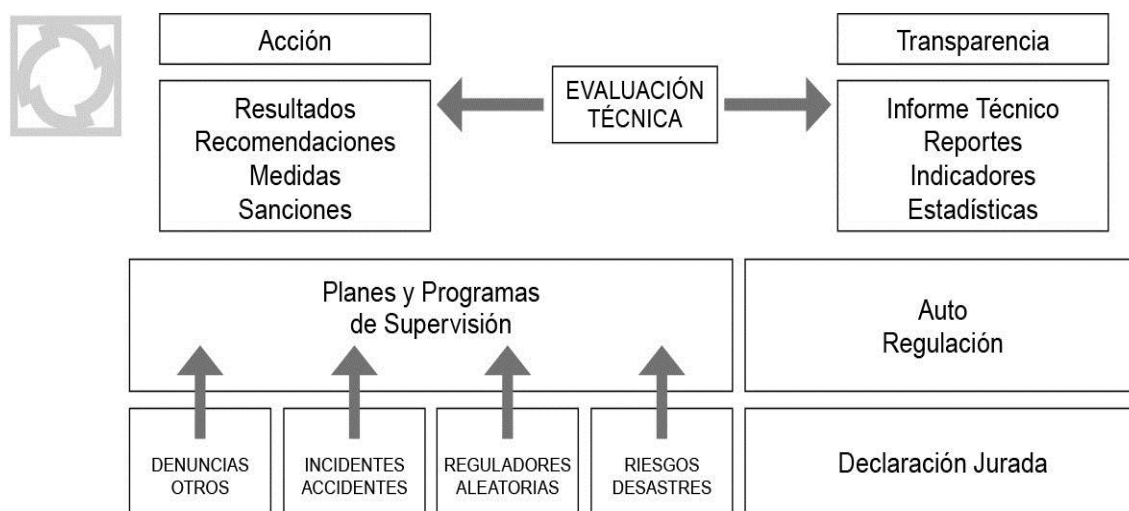 Acción
Transparencia
EVALUACIÓN
TÉCNICA
Resultados
Recomendaciones
Medidas
Sanciones
Informe Técnico
Reportes
Indicadores
Estadísticas
Planes y Programas
de Supervisión
Auto
Regulación
DENUNCIAS
OTROS
INCIDENTES
ACCIDENTES
REGULADORES
ALEATORIAS
RIESGOS
DESASTRES
Declaración Jurada